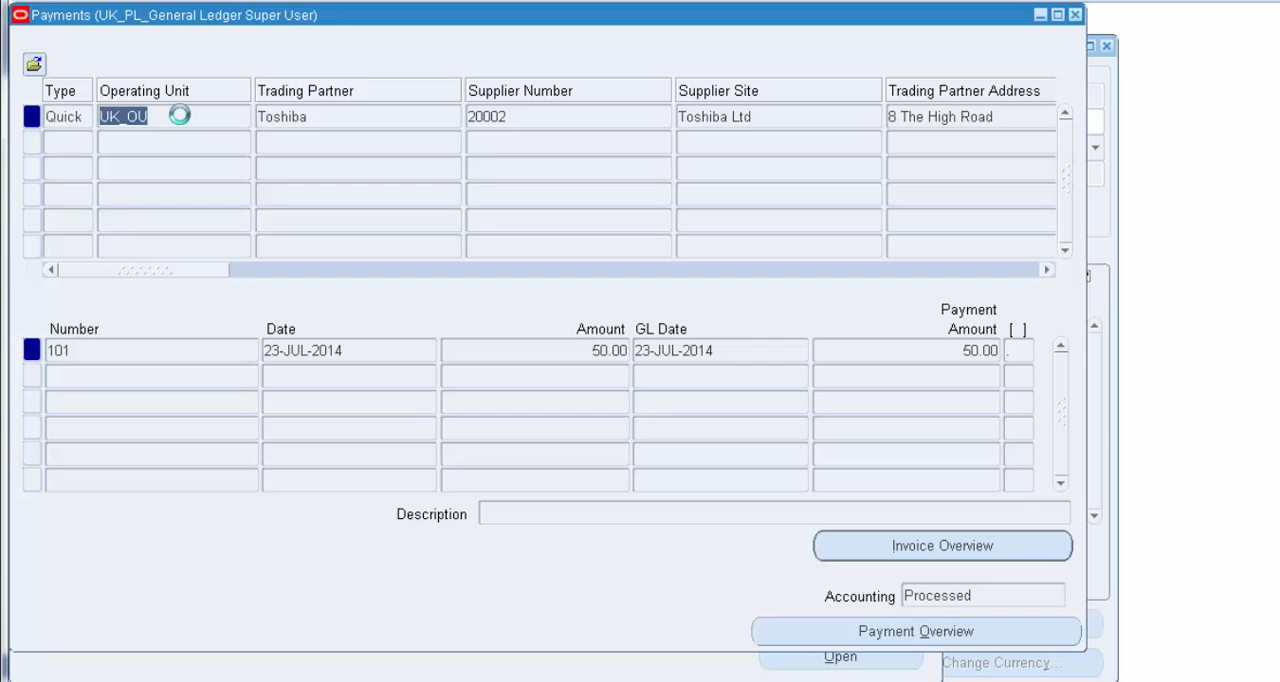 Payments (UK_PL_General Ledger Super User)
Type Operating Unit Trading Partner Supplier Number Supplier Site Trading Partner Address
Quick UK_OU Toshiba 20002 Toshiba Ltd 8 The High Road
Payment
Number Date Amount GL Date Amount [ ]
101 23-JUL-2014 50.00 23-JUL-2014 50.00 .
Description
Invoice Overview
Accounting Processed
Payment Overview
Open Change Currency...